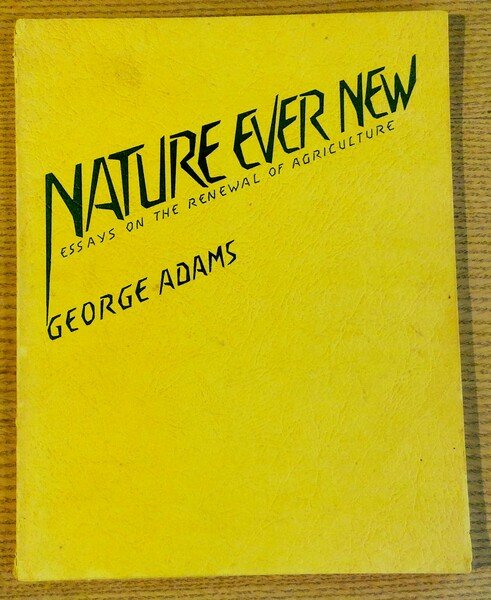 NATURE EVER NEW
ESSAYS ON THE RENEWAL OF AGRICULTURE
GEORGE ADAMS